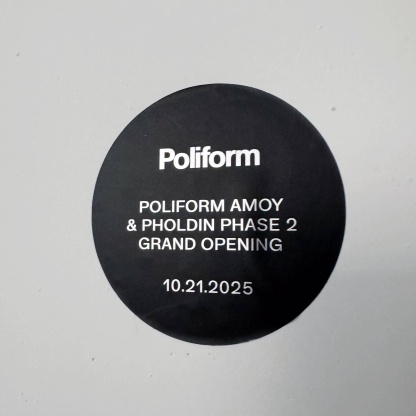 Poliform
POLIFORM AMOY
& PHOLDIN PHASE 2
GRAND OPENING
10.21.2025